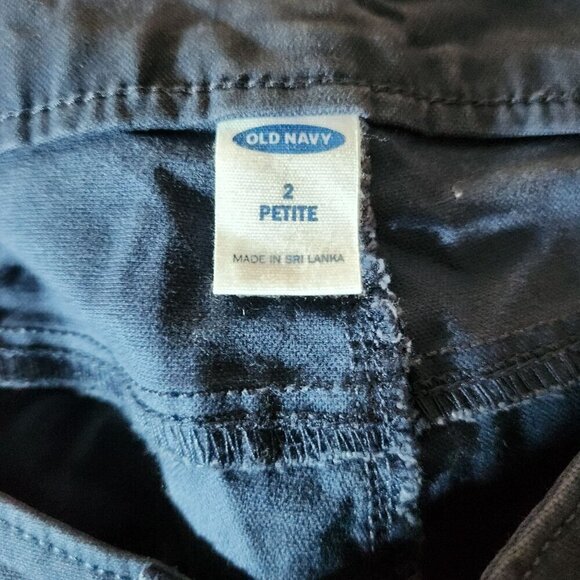 OLD NAVY
2
PETITE
MADE IN SRI LANKA